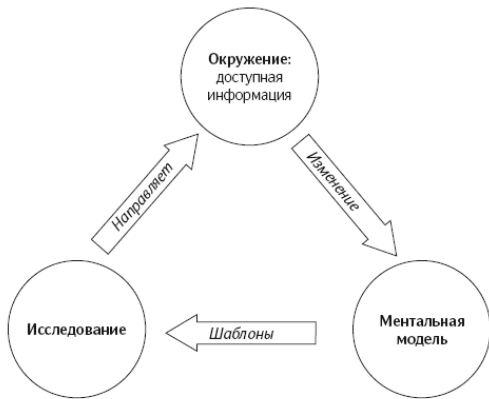 Окружение:
доступная
информация
Направляет
Изменение
Исследование
Шаблоны
Ментальная
модель